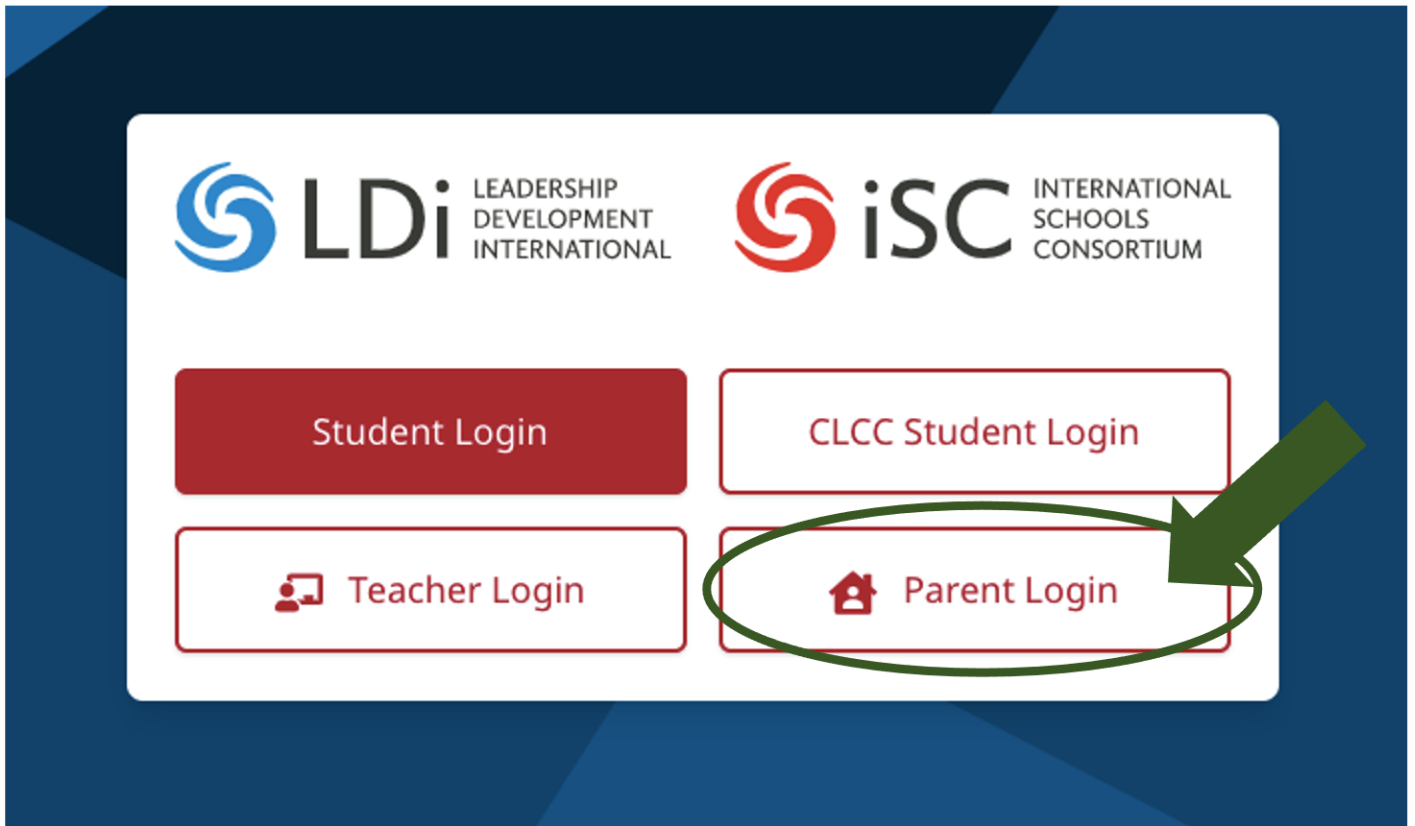 LDi
LEADERSHIP
DEVELOPMENT
INTERNATIONAL
iSC
INTERNATIONAL
SCHOOLS
CONSORTIUM
Student Login
CLCC Student Login
Teacher Login
Parent Login